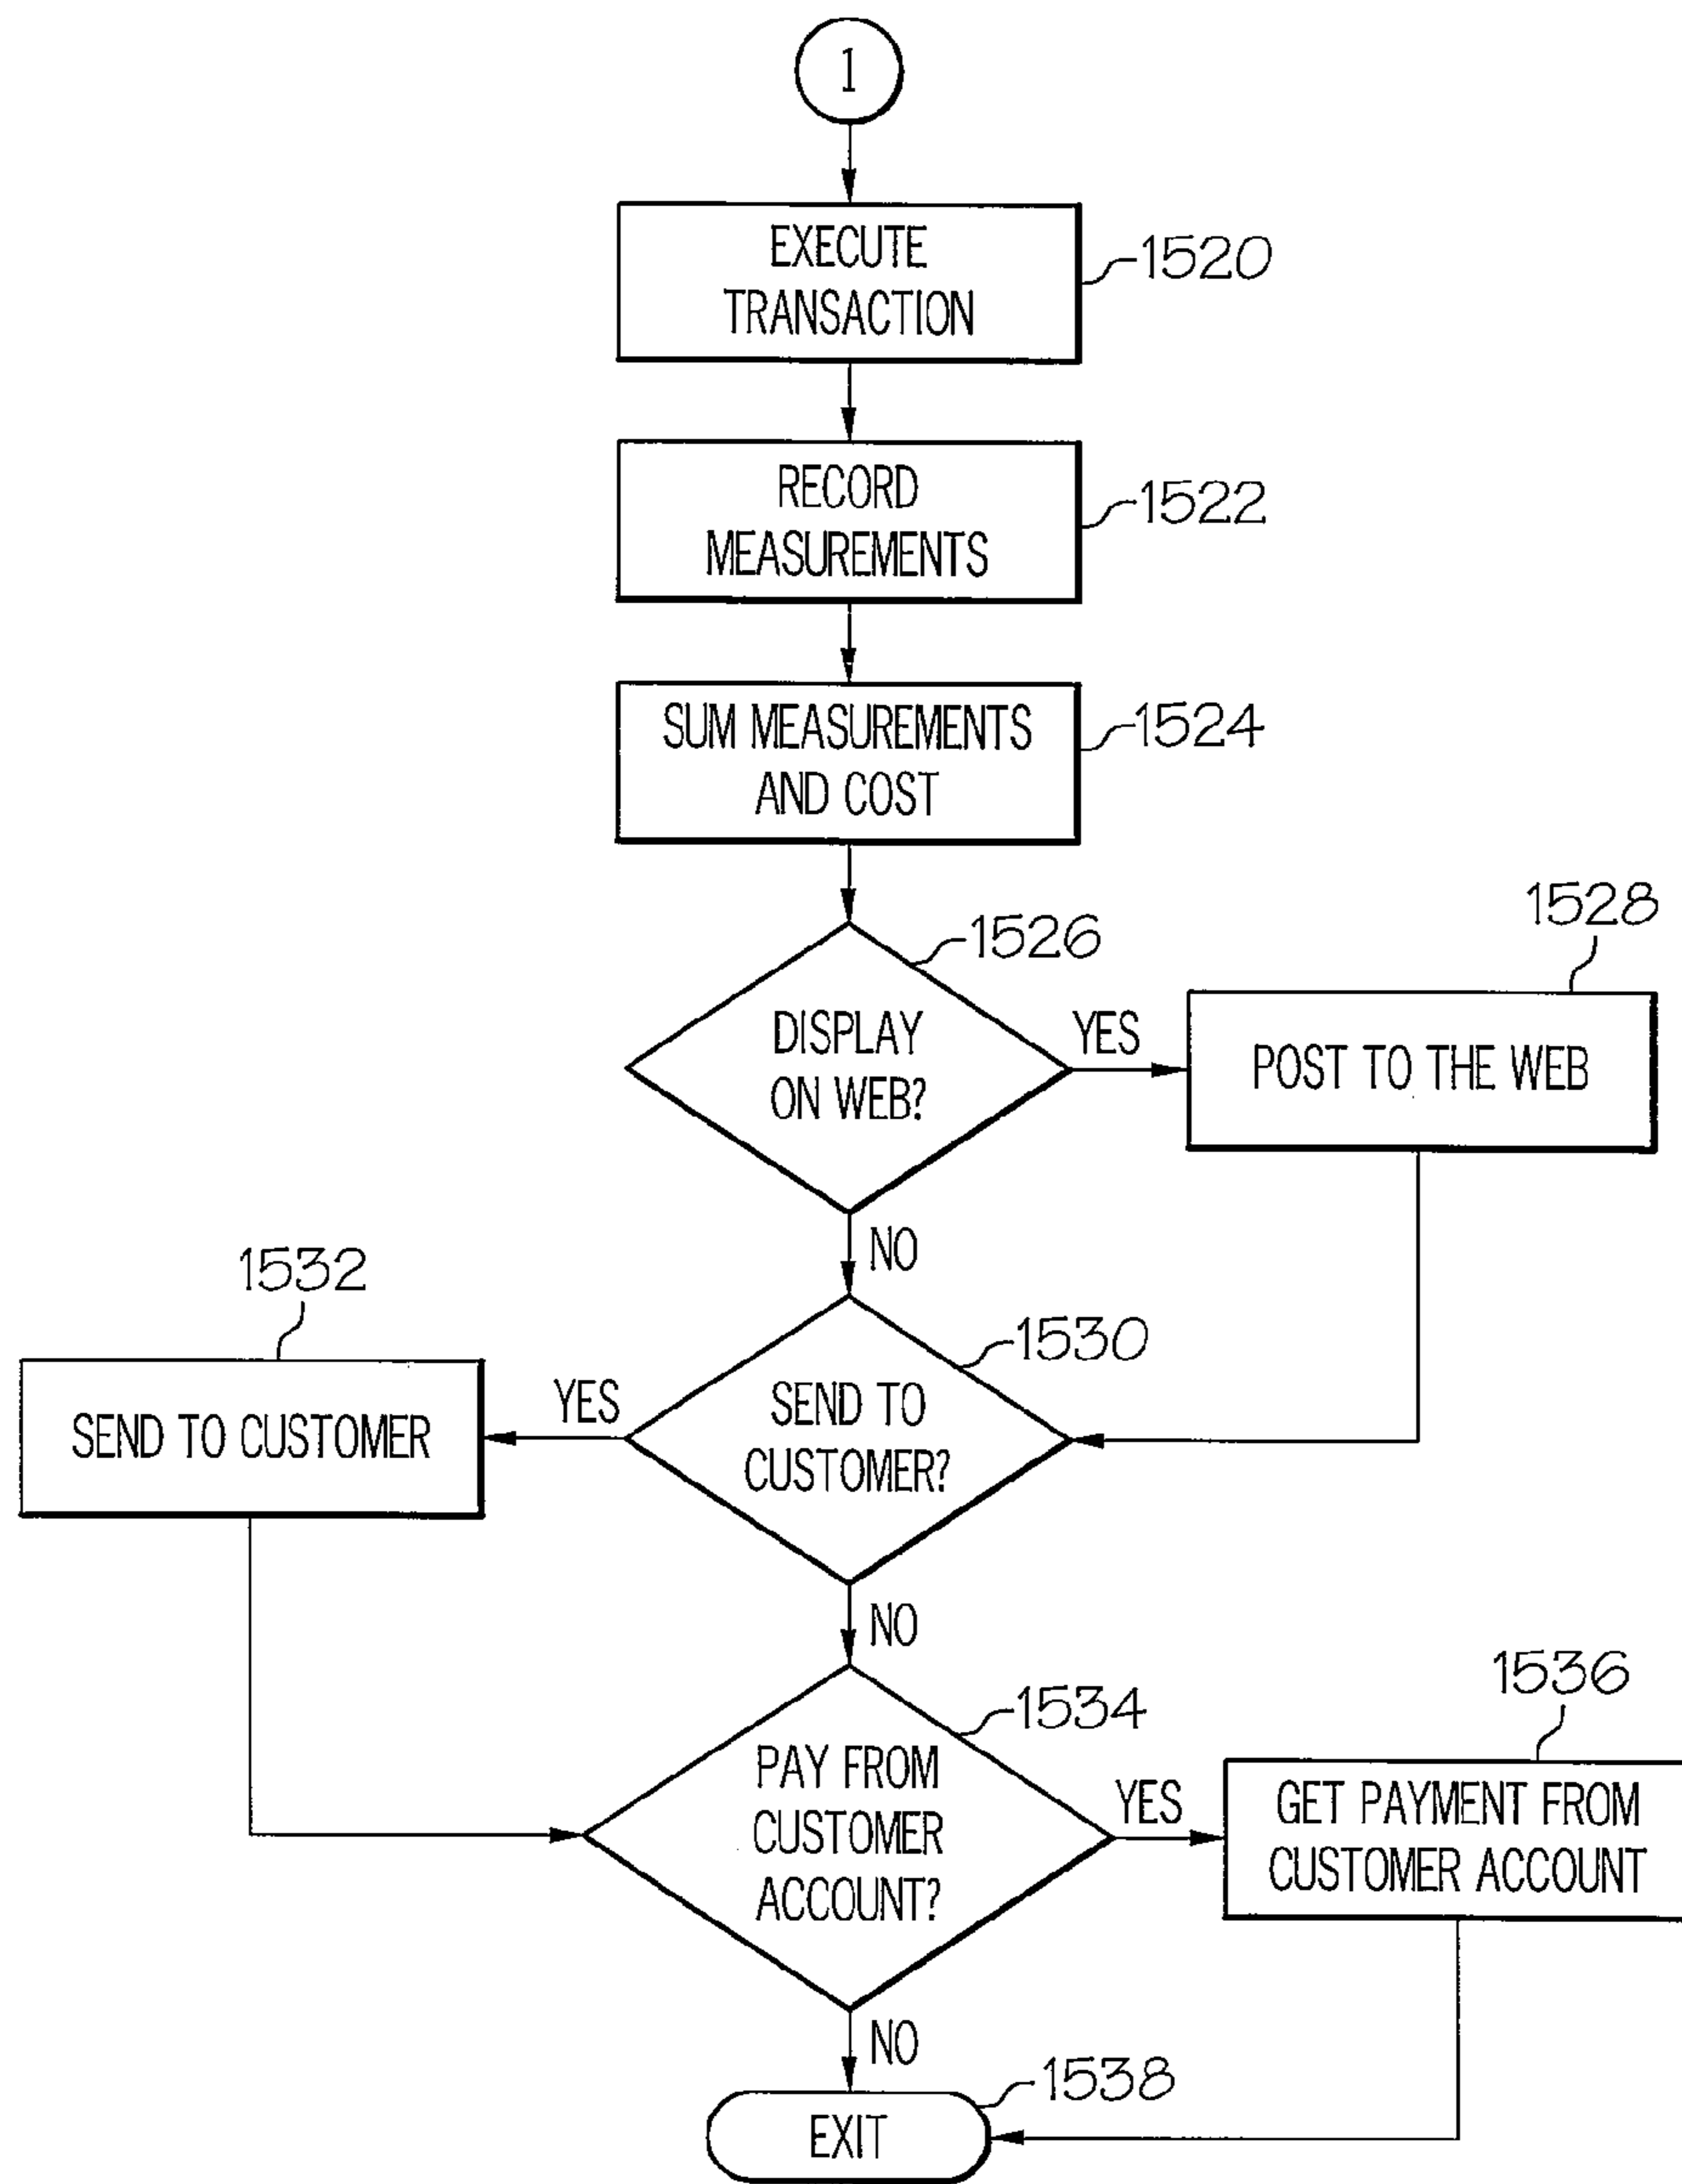 1
EXECUTE
TRANSACTION
1520
RECORD
MEASUREMENTS
1522
SUM MEASUREMENTS
AND COST
1524
1526
DISPLAY
ON WEB?
YES
1528
POST TO THE WEB
NO
1530
SEND TO
CUSTOMER?
YES
1532
SEND TO CUSTOMER
NO
1534
PAY FROM
CUSTOMER
ACCOUNT?
YES
1536
GET PAYMENT FROM
CUSTOMER ACCOUNT
NO
1538
EXIT